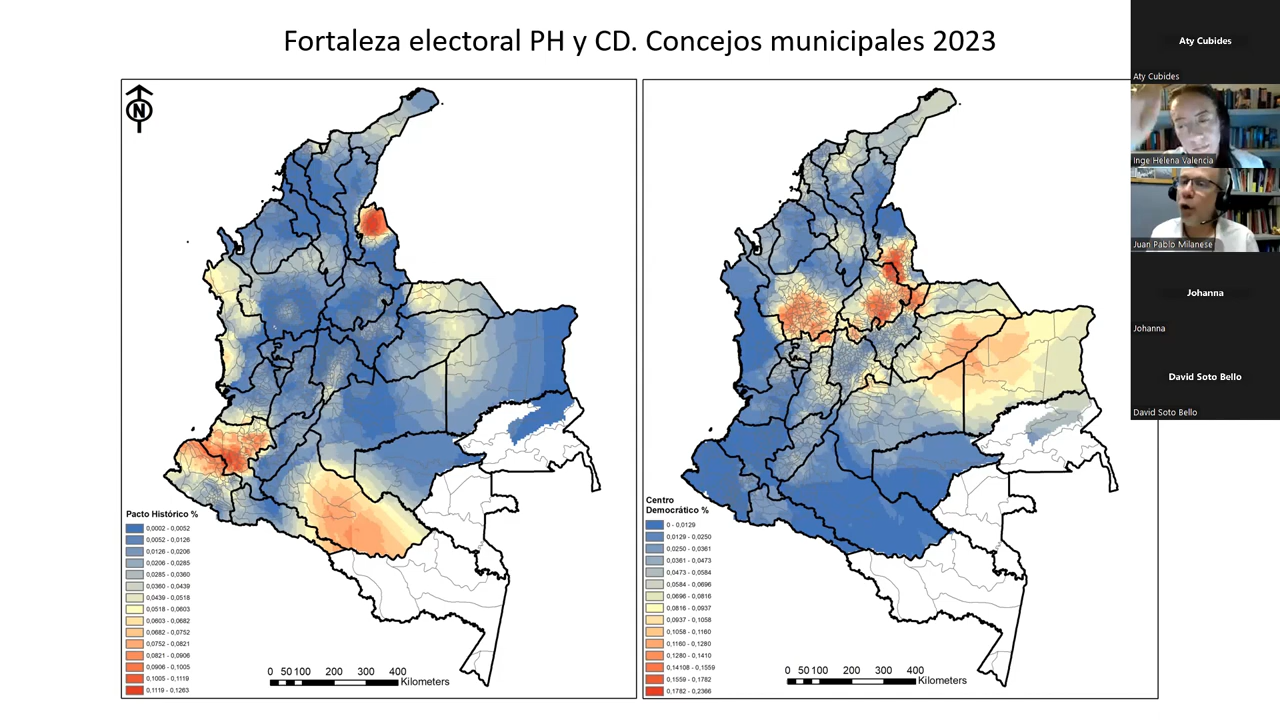 Fortaleza electoral PH y CD. Concejos municipales 2023
N
Pacto Histórico %
0,0002 - 0,0052
0,0052 - 0,0126
0,0126 - 0,0206
0,0206 - 0,0285
0,0285 - 0,0360
0,0360 - 0,0439
0,0439 - 0,0518
0,0518 - 0,0603
0,0603 - 0,0682
0,0682 - 0,0752
0,0752 - 0,0821
0,0821 - 0,0906
0,0906 - 0,1005
0,1005 - 0,1119
0,1119 - 0,1263
0 50 100 200 300 400
Kilometers
Centro
Democrático %
0 - 0,0129
0,0129 - 0,0250
0,0250 - 0,0361
0,0361 - 0,0473
0,0473 - 0,0584
0,0584 - 0,0696
0,0696 - 0,0816
0,0816 - 0,0937
0,0937 - 0,1058
0,1058 - 0,1160
0,1160 - 0,1280
0,1280 - 0,1410
0,14108 - 0,1559
0,1559 - 0,1782
0,1782 - 0,2366
0 50 100 200 300 400
Kilometers
Aty Cubides
Aty Cubides
Inge Helena Valencia
Juan Pablo Milanese
Johanna
Johanna
David Soto Bello
David Soto Bello